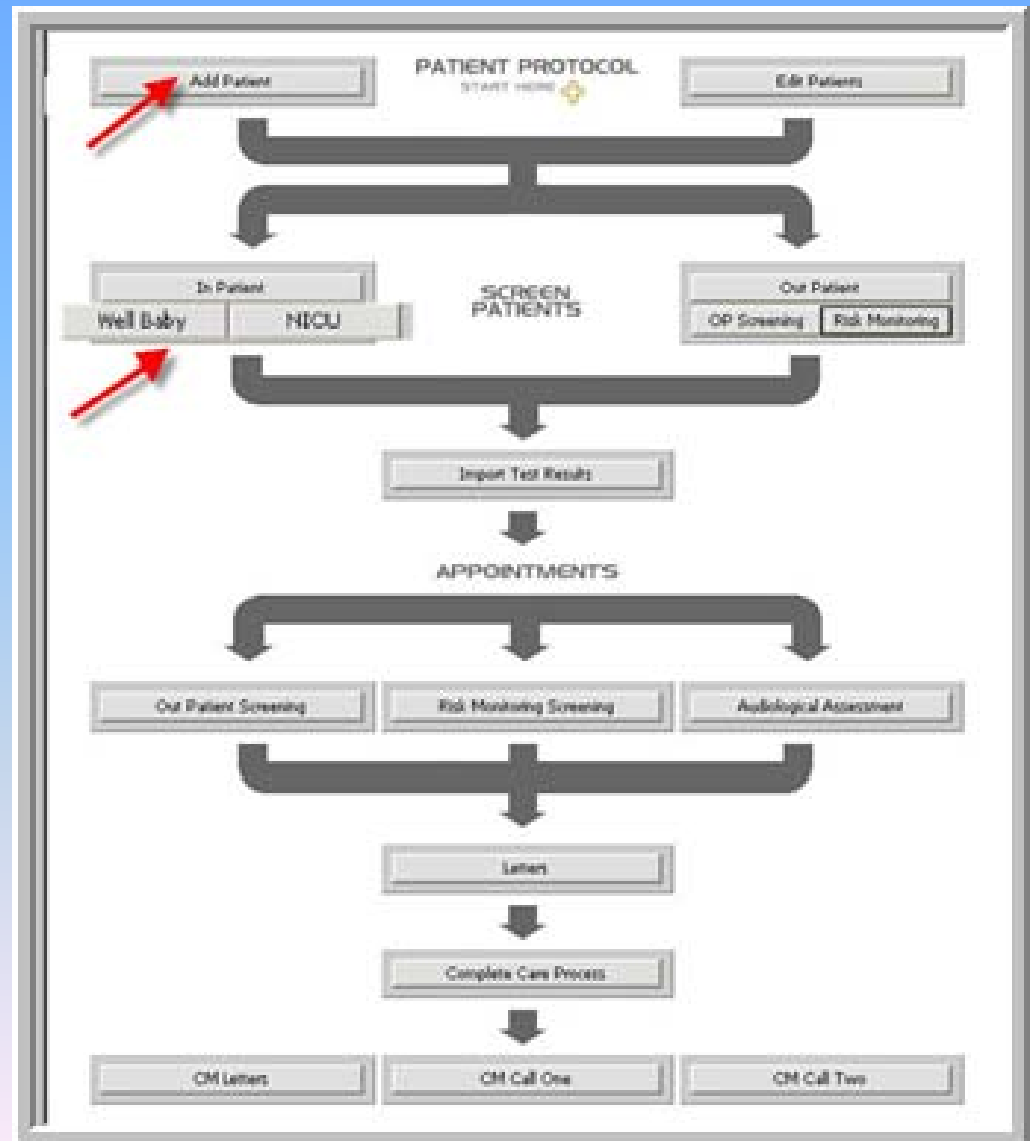 Add Patient
PATIENT PROTOCOL
START HERE
Edit Patients
In Patient
Well Baby
NICU
SCREEN
PATIENTS
Out Patient
OP Screening
Risk Monitoring
Import Test Results
APPOINTMENTS
Out Patient Screening
Risk Monitoring Screening
Audiological Assessment
Letters
Complete Care Process
CM Letters
CM Call One
CM Call Two